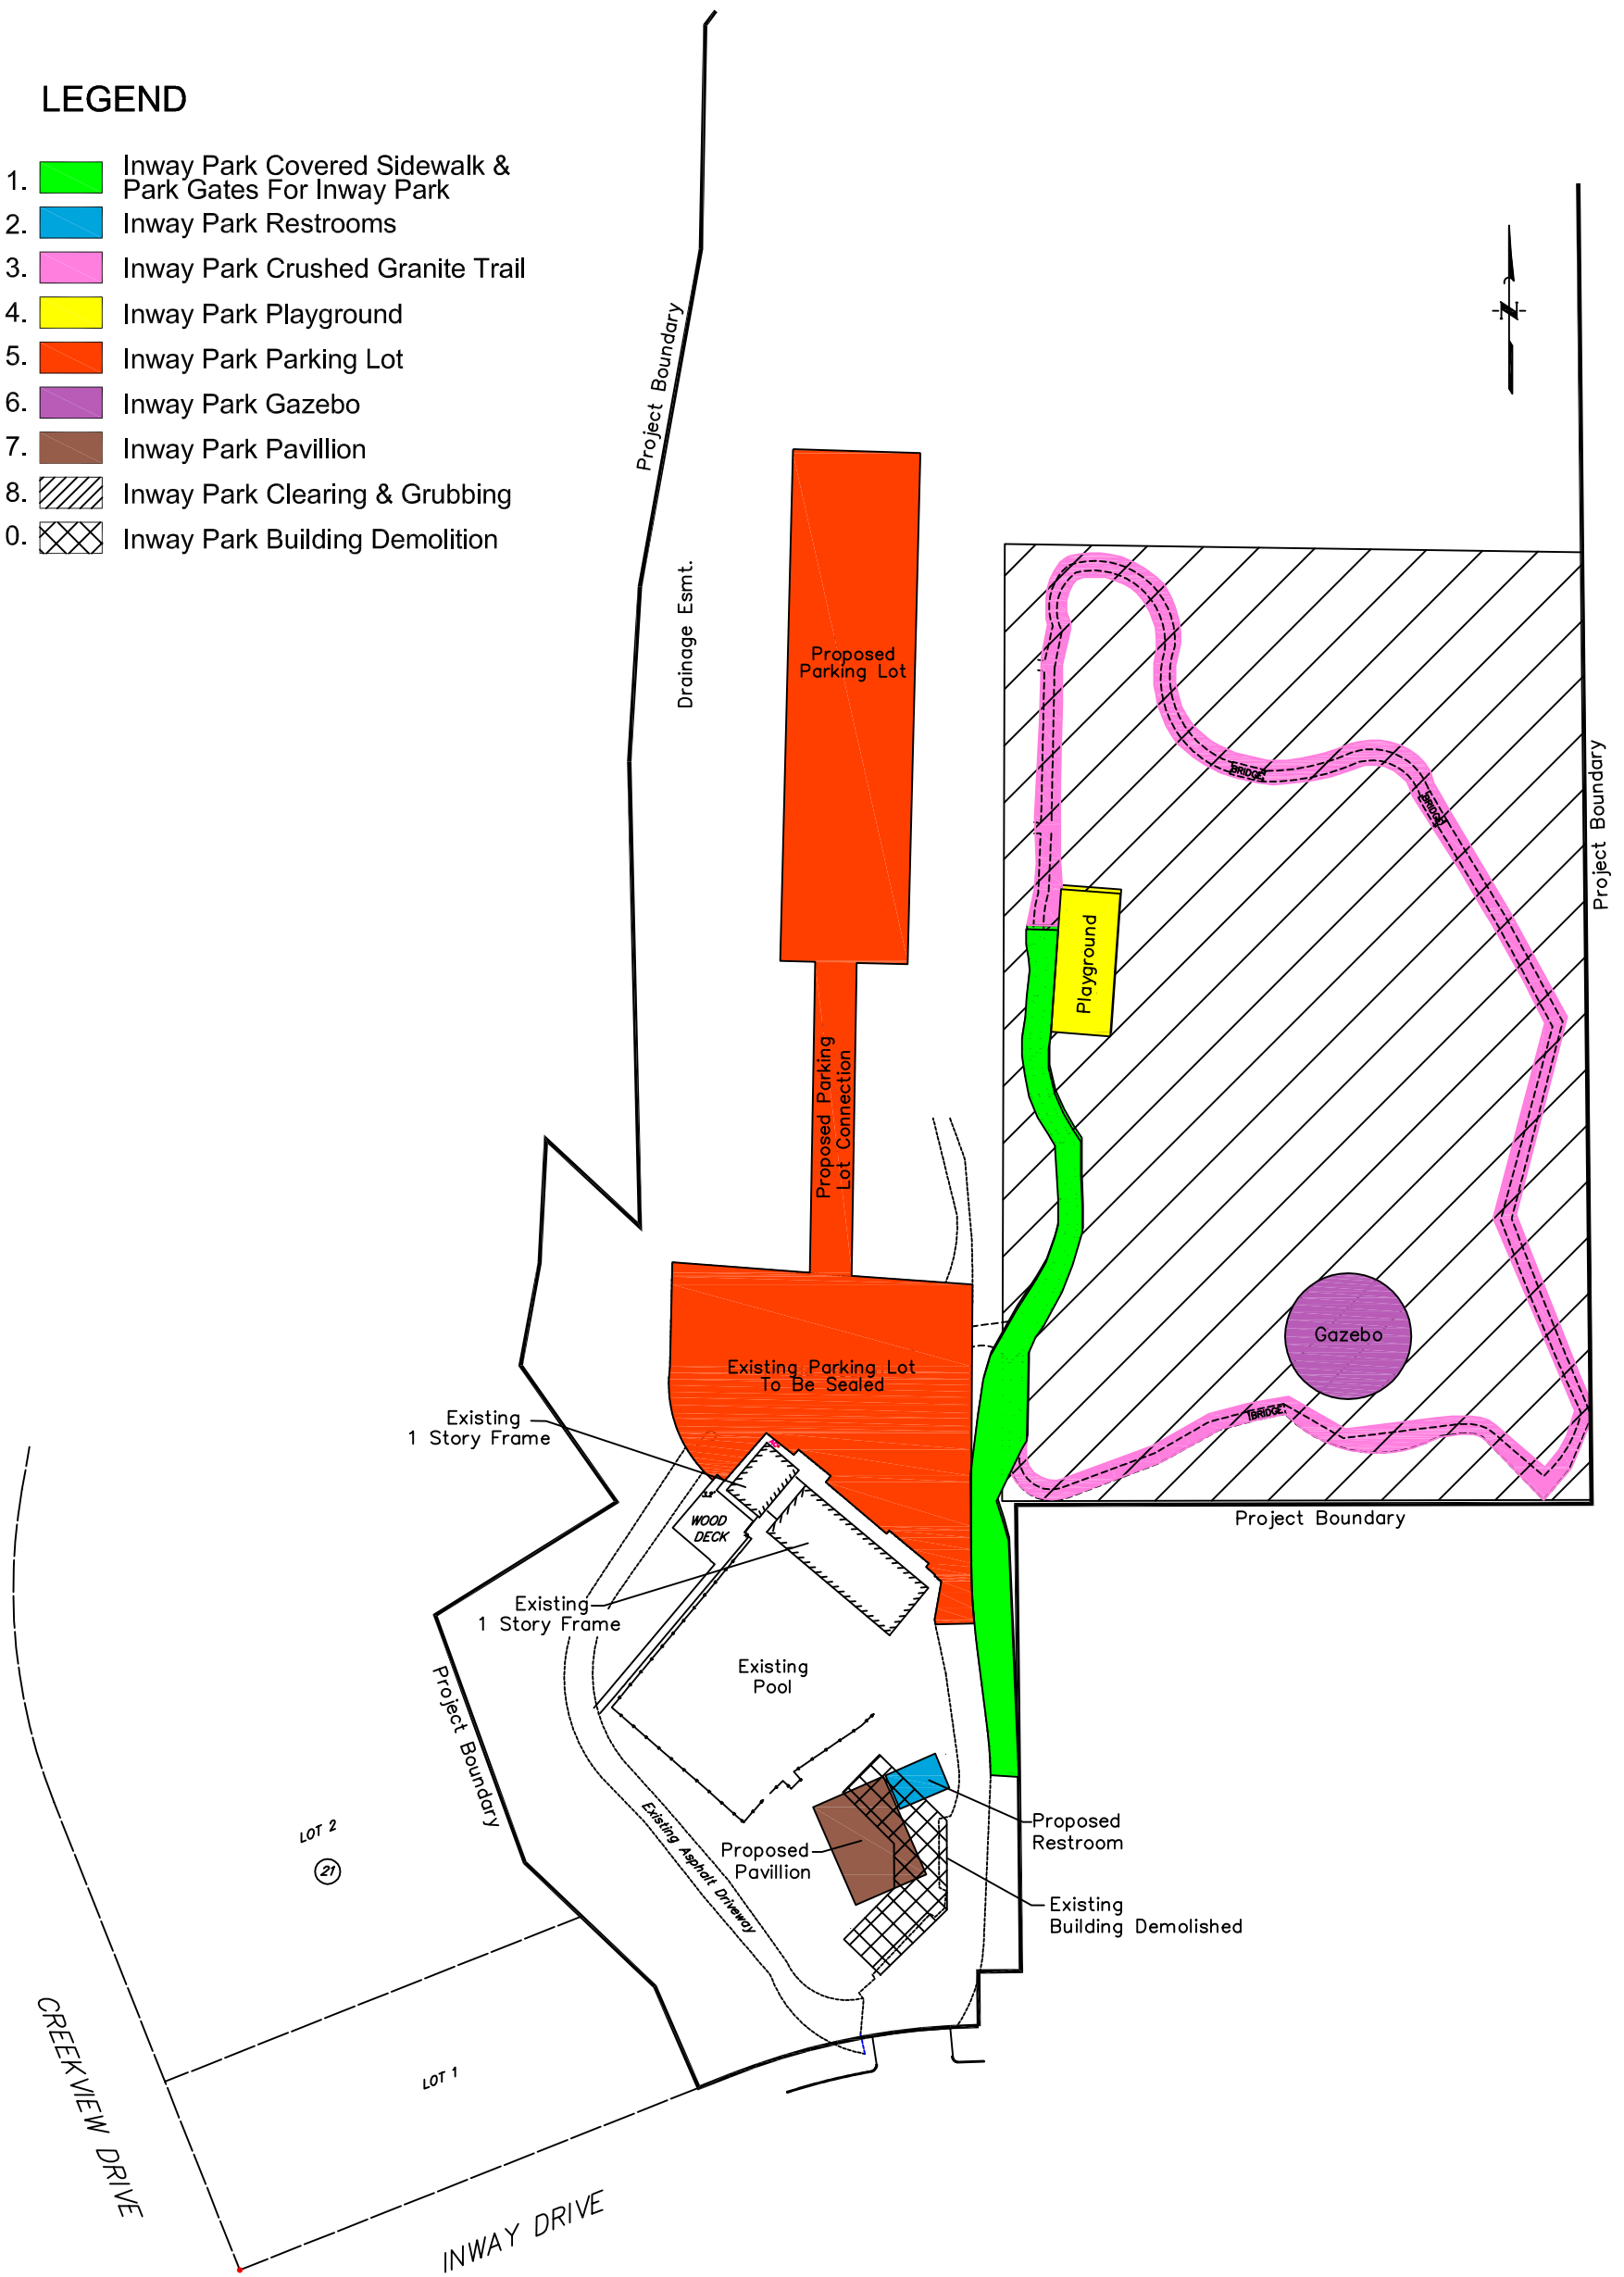 LEGEND
1. Inway Park Covered Sidewalk &
Park Gates For Inway Park
2. Inway Park Restrooms
3. Inway Park Crushed Granite Trail
4. Inway Park Playground
5. Inway Park Parking Lot
6. Inway Park Gazebo
7. Inway Park Pavillion
8. Inway Park Clearing & Grubbing
0. Inway Park Building Demolition
Project Boundary
Drainage Esmt.
N
Proposed
Parking Lot
Proposed Parking
Lot Connection
BRIDGE
BRIDGE
Project Boundary
Playground
Gazebo
BRIDGE
Project Boundary
Existing Parking Lot
To Be Sealed
Existing
1 Story Frame
WOOD
DECK
Existing
1 Story Frame
Existing
Pool
Project Boundary
Existing Asphalt Driveway
Proposed
Pavillion
Proposed
Restroom
Existing
Building Demolished
LOT 2
21
LOT 1
CREEKVIEW DRIVE
INWAY DRIVE